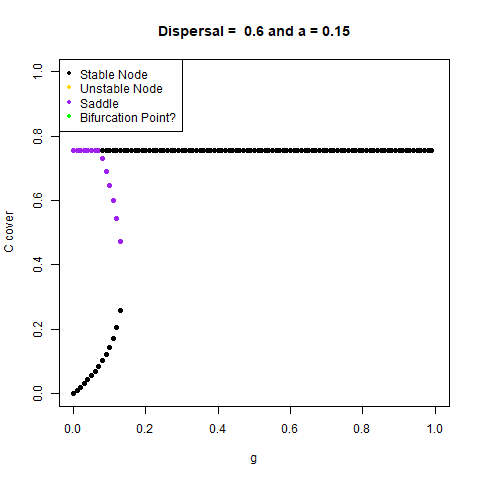 Dispersal =  0.6 and a = 0.15
Stable Node
Unstable Node
Saddle
Bifurcation Point?
C cover
1.0
0.8
0.6
0.4
0.2
0.0
0.0 0.2 0.4 0.6 0.8 1.0
g